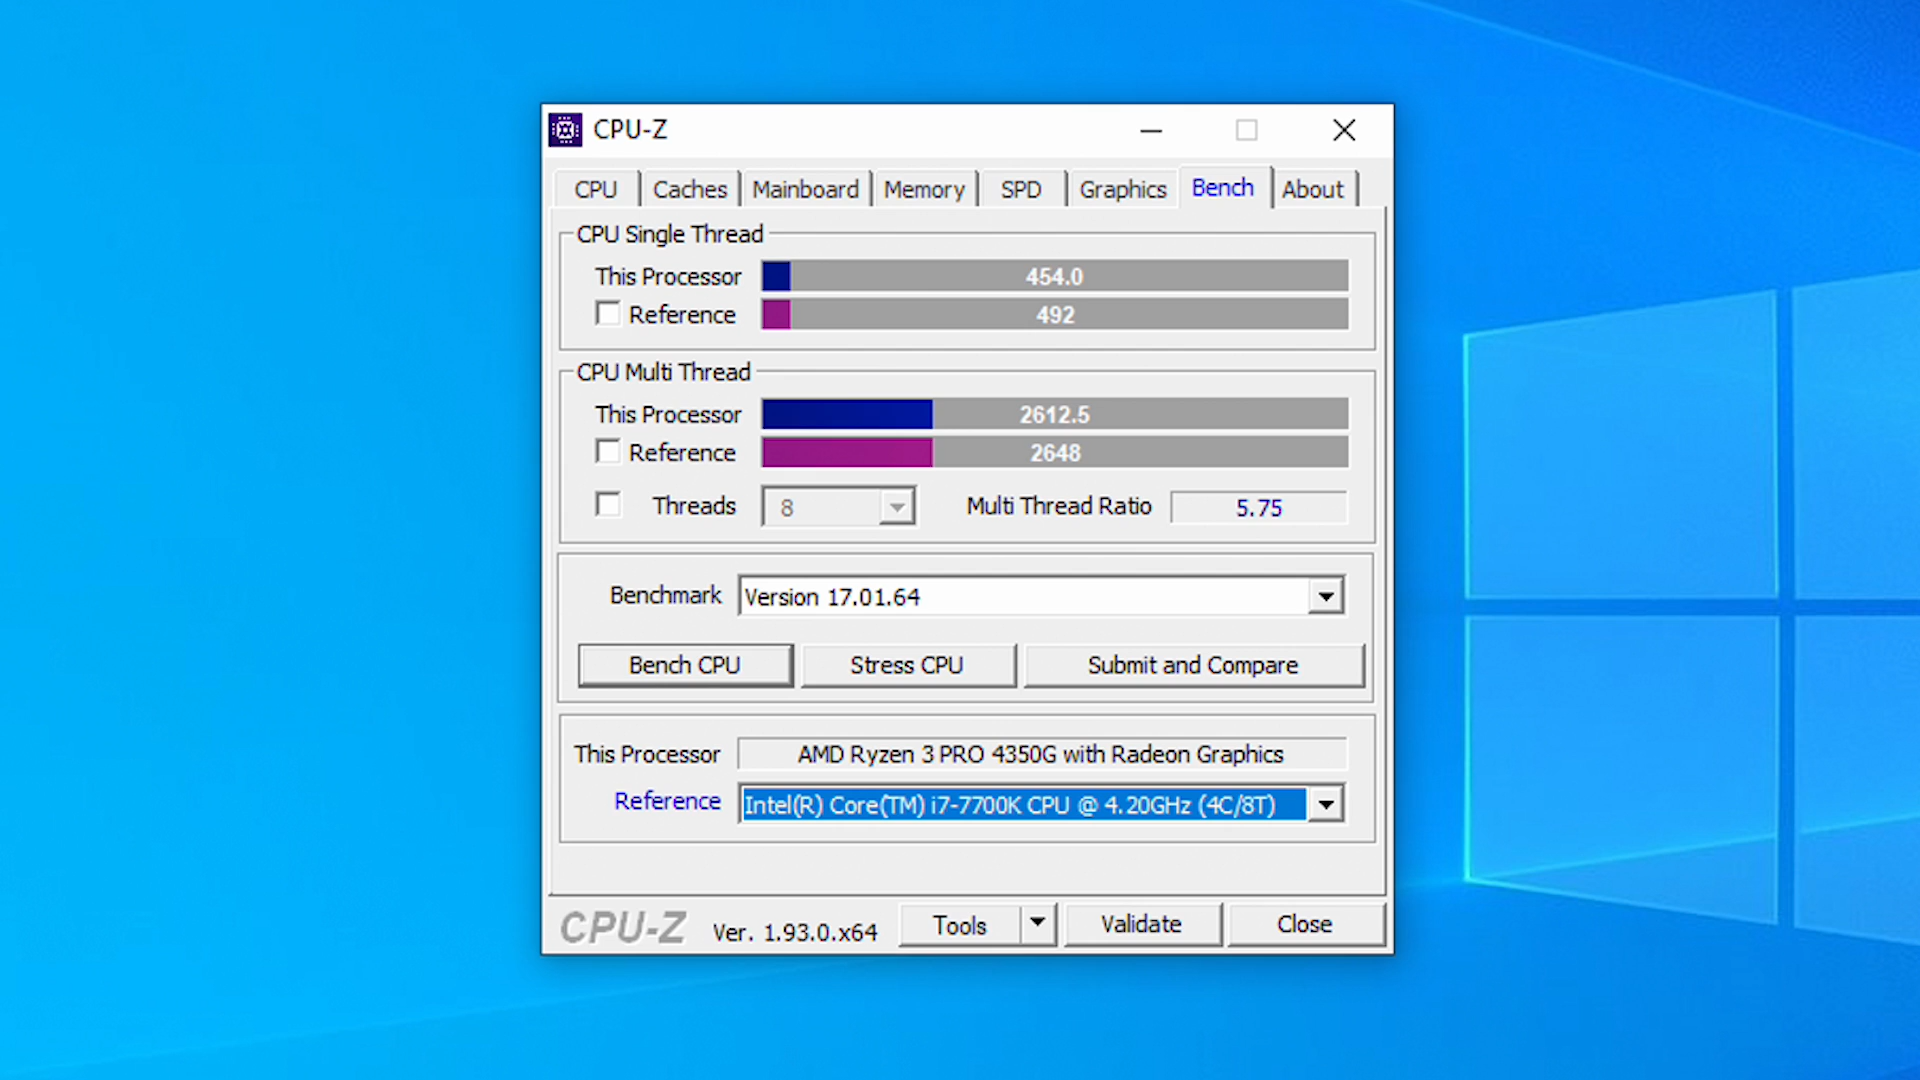 CPU-Z
CPU Caches Mainboard Memory SPD Graphics Bench About
CPU Single Thread
This Processor 454.0
Reference 492
CPU Multi Thread
This Processor 2612.5
Reference 2648
Threads 8 Multi Thread Ratio 5.75
Benchmark Version 17.01.64
Bench CPU Stress CPU Submit and Compare
This Processor AMD Ryzen 3 PRO 4350G with Radeon Graphics
Reference Intel(R) Core(TM) i7-7700K CPU @ 4.20GHz (4C/8T)
CPU-Z Ver. 1.93.0.x64 Tools Validate Close